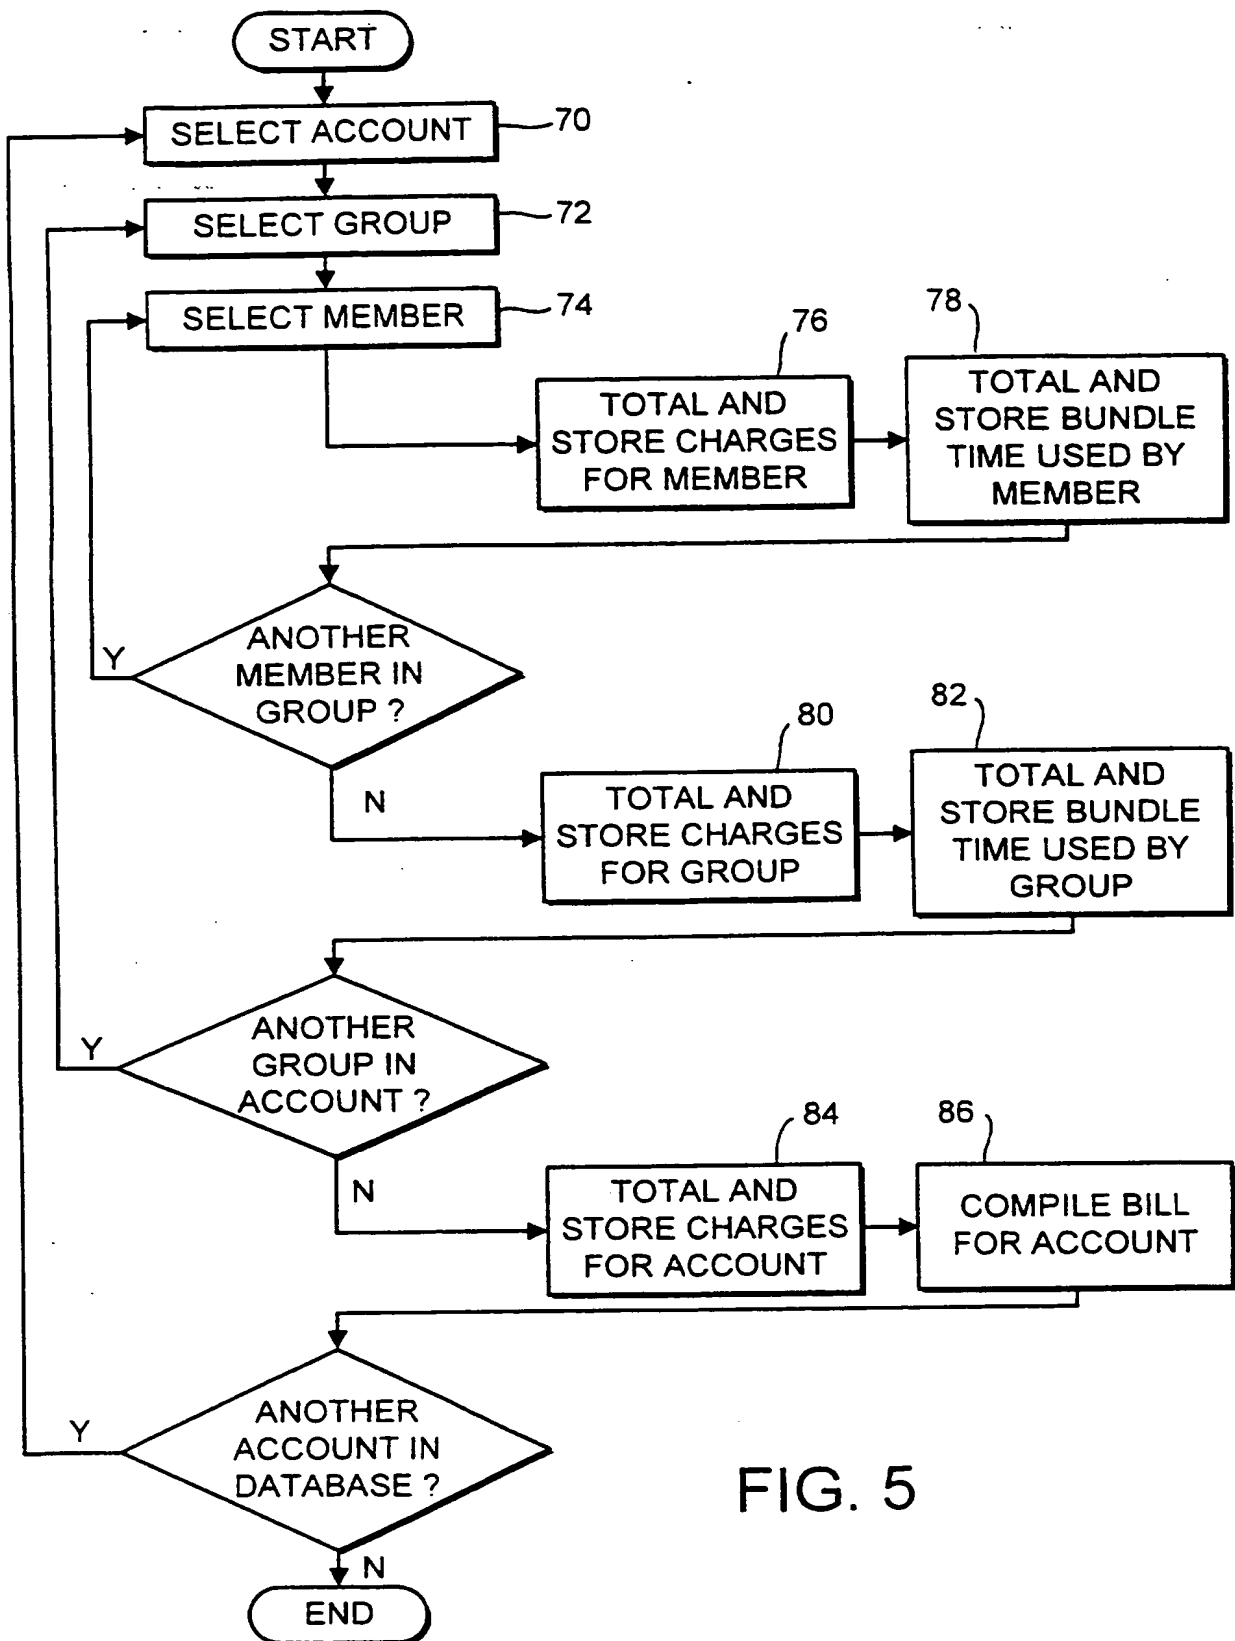 START
SELECT ACCOUNT
70
SELECT GROUP
72
SELECT MEMBER
74
76
TOTAL AND
STORE CHARGES
FOR MEMBER
78
TOTAL AND
STORE BUNDLE
TIME USED BY
MEMBER
ANOTHER
MEMBER IN
GROUP ?
Y
N
80
TOTAL AND
STORE CHARGES
FOR GROUP
82
TOTAL AND
STORE BUNDLE
TIME USED BY
GROUP
ANOTHER
GROUP IN
ACCOUNT ?
Y
N
84
TOTAL AND
STORE CHARGES
FOR ACCOUNT
86
COMPILE BILL
FOR ACCOUNT
ANOTHER
ACCOUNT IN
DATABASE ?
Y
N
END
FIG. 5